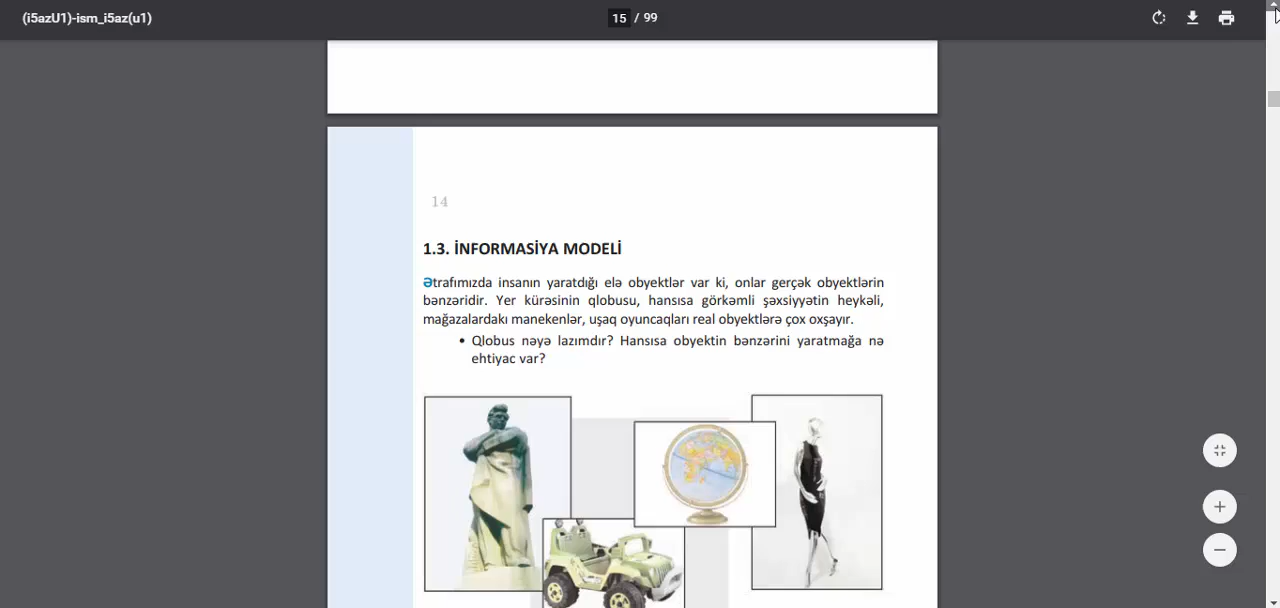 (i5azU1)-ism_i5az(u1)
15 / 99
14
1.3. İNFORMASİYA MODELİ
Ətrafımızda insanın yaratdığı elə obyektlər var ki, onlar gerçək obyektlərin
bənzəridir. Yer kürəsinin qlobusu, hansısa görkəmli şəxsiyyətin heykəli,
mağazalardakı manekenlər, uşaq oyuncaqları real obyektlərə çox oxşayır.
• Qlobus nəyə lazımdır? Hansısa obyektin bənzərini yaratmağa nə
ehtiyac var?